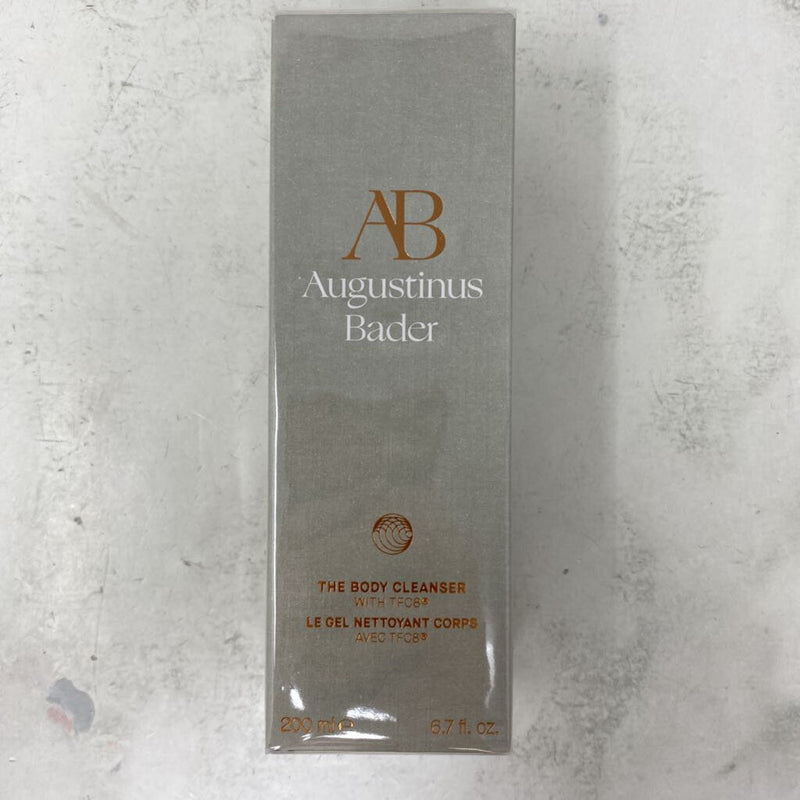 AB
Augustinus
Bader
THE BODY CLEANSER
WITH TFC8®
LE GEL NETTOYANT CORPS
AVEC TFC8®
200 ml ℮ 6.7 fl. oz.